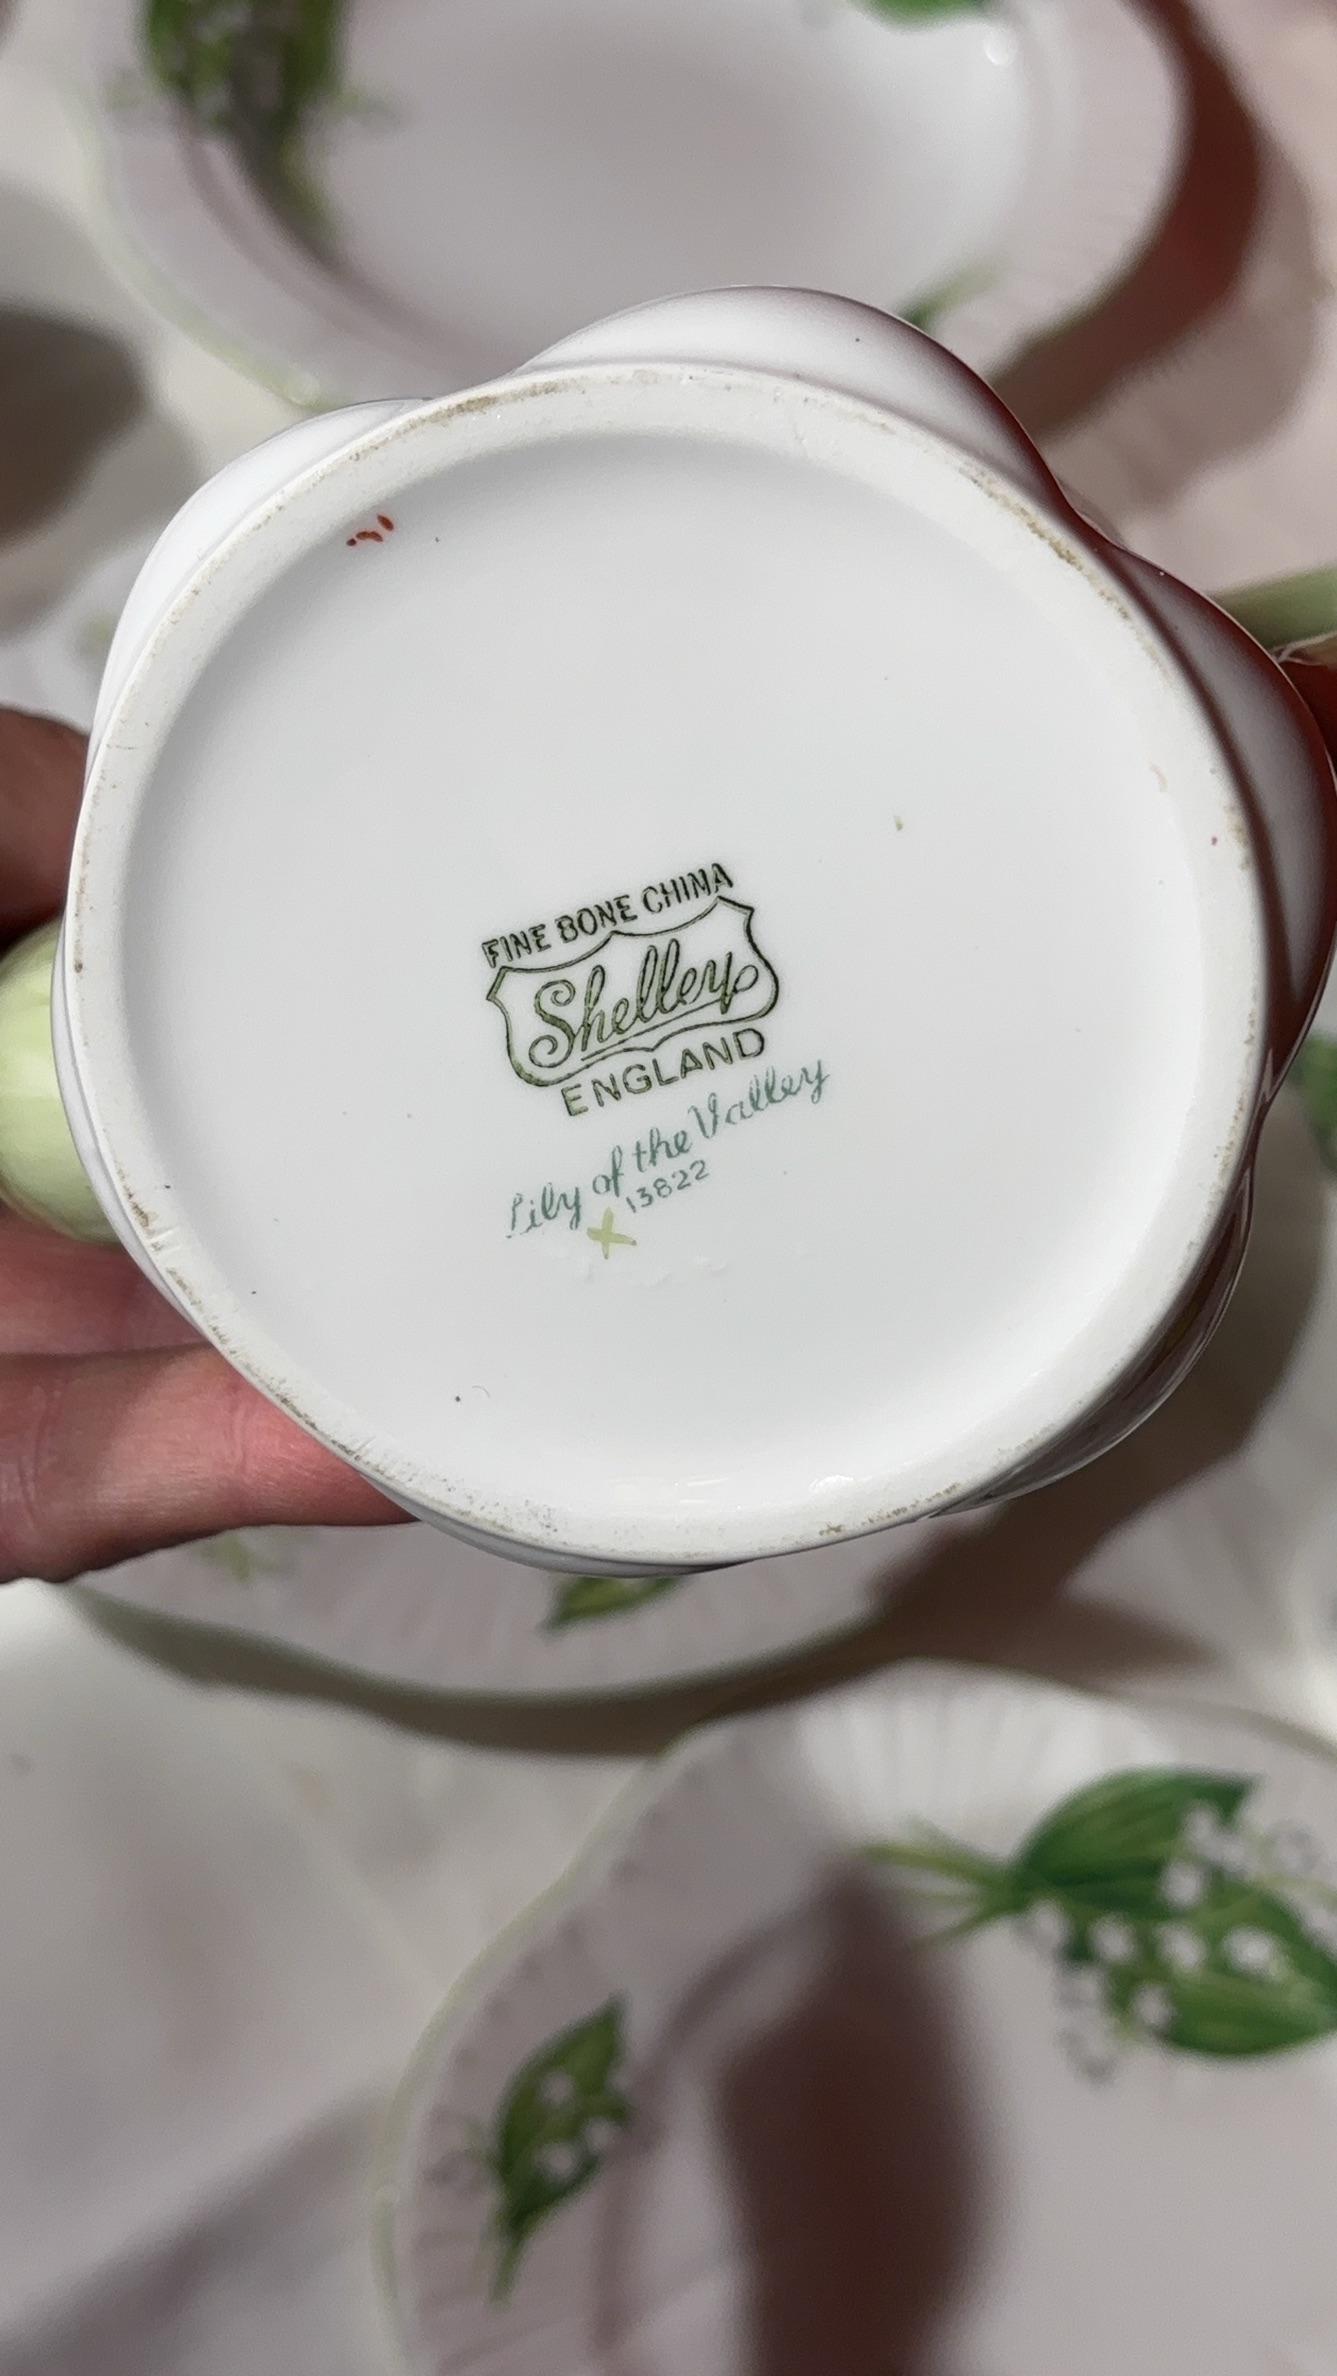 FINE BONE CHINA
Shelley
ENGLAND
Lily of the Valley
13822